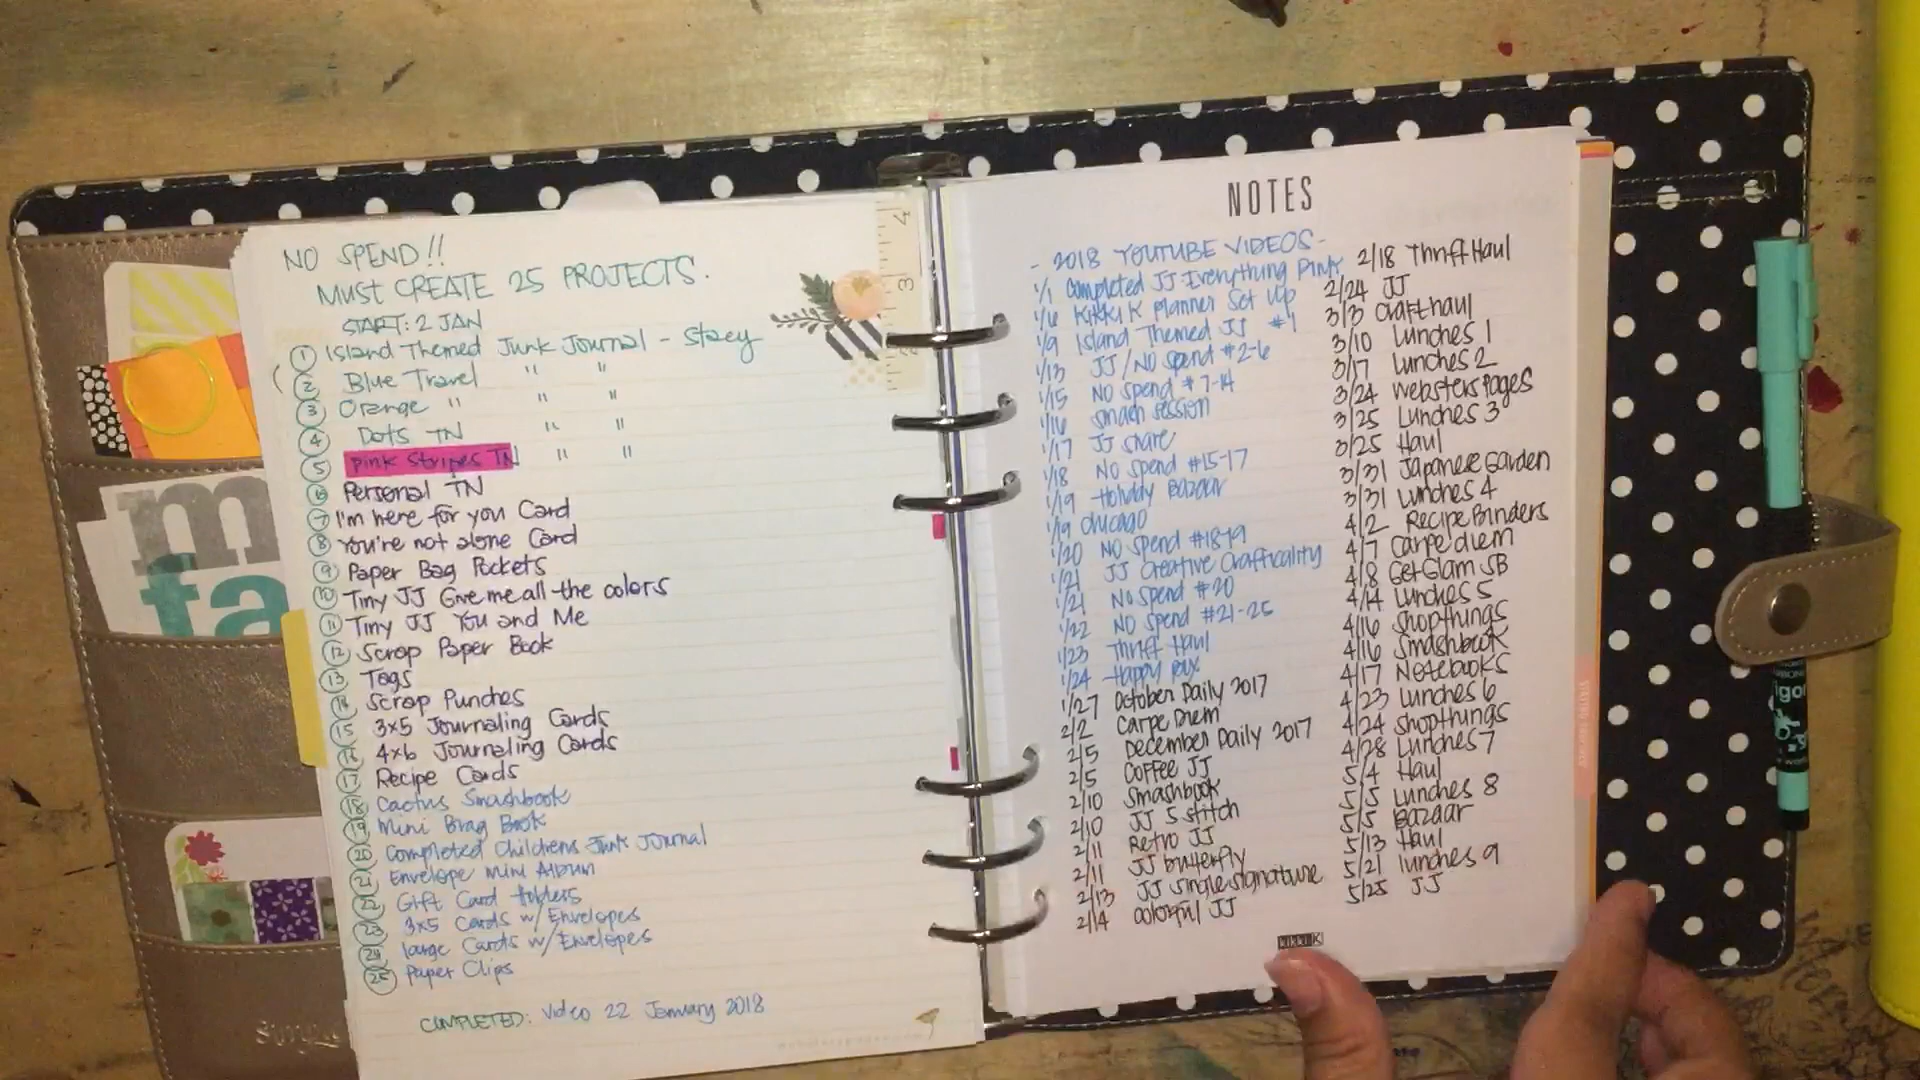 NO SPEND!!
MUST CREATE 25 PROJECTS.
START: 2 JAN
1 Island Themed Junk Journal - Stacy
2 Blue Travel " "
3 Orange " " "
4 Dots TN " "
5 Pink Stripes TN " "
6 Personal TN
7 I'm here for you Card
8 You're not alone Card
9 Paper Bag Pockets
10 Tiny JJ Give me all the colors
11 Tiny JJ You and Me
12 Scrap Paper Book
13 Tags
14 Scrap Punches
15 3x5 Journaling Cards
16 4x6 Journaling Cards
17 Recipe Cards
18 Cactus Smashbook
19 Mini Brag Book
20 Completed Childrens Junk Journal
21 Envelope Mini Album
22 Gift Card holders
23 3x5 Cards w/Envelopes
24 large Cards w/Envelopes
25 Paper Clips
COMPLETED: Video 22 January 2018
4
3
m
ta
NOTES
- 2018 YOUTUBE VIDEOS -
1/1 Completed JJ-Everything Pink
1/6 Kikki K Planner Set Up
1/9 Island Themed JJ #1
1/13 JJ/NO Spend #2-6
1/15 NO Spend #7-14
1/16 Smash session
1/17 JJ share
1/18 NO Spend #15-17
1/19 Holiday Bazaar
1/19 Chicago
1/20 NO Spend #18-19
1/21 JJ Creative Crafticality
1/21 NO Spend #20
1/22 NO Spend #21-25
1/23 Thrift Haul
1/24 Happy
1/27 October Daily 2017
2/2 Carpe Diem
2/5 December Daily 2017
2/5 Coffee JJ
2/10 Smashbook
2/10 JJ 5 stitch
2/11 Retro JJ
2/11 JJ butterfly
2/13 JJ single signature
2/14 Colorful JJ
2/18 Thrift Haul
2/24 JJ
3/3 Craft haul
3/10 Lunches 1
3/17 Lunches 2
3/24 Websters Pages
3/25 Lunches 3
3/25 Haul
3/31 Japanese Garden
3/31 Lunches 4
4/2 Recipe Binders
4/7 Carpe diem
4/8 Get Glam SB
4/14 Lunches 5
4/16 Shopthings
4/16 Smashbook
4/17 Notebooks
4/23 Lunches 6
4/24 Shopthings
4/28 Lunches 7
5/4 Haul
5/5 Lunches 8
5/5 Bazaar
5/13 Haul
5/21 lunches 9
5/25 JJ
kikki.K